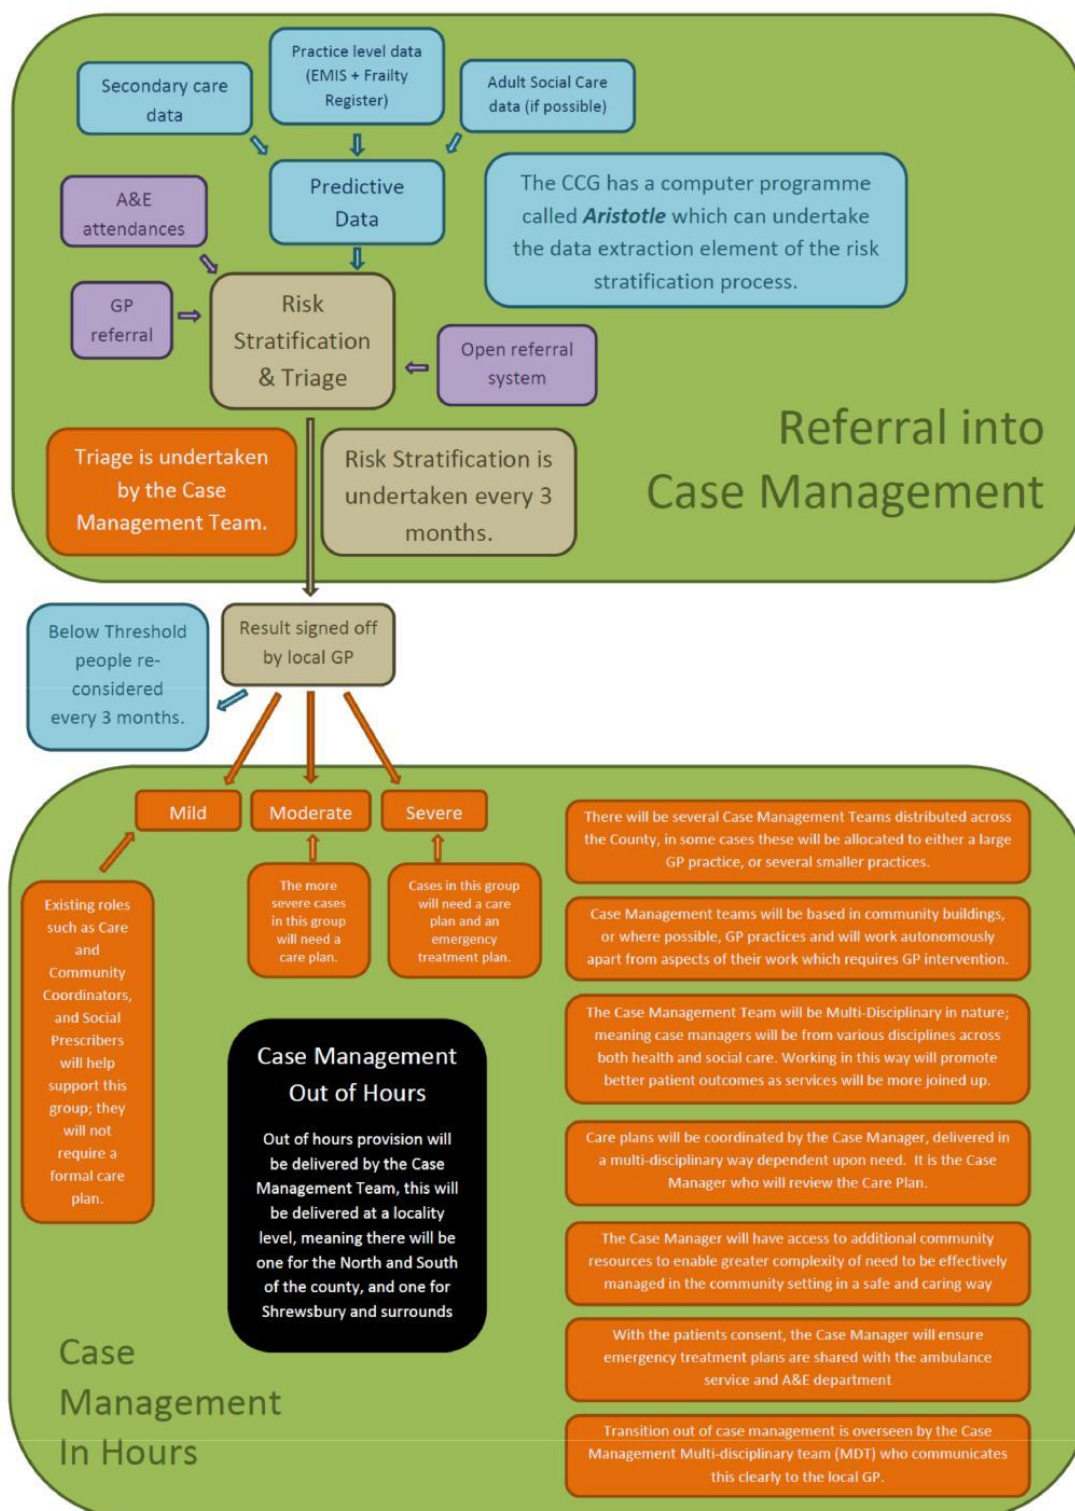 Secondary care
data
Practice level data
(EMIS + Frailty
Register)
Adult Social Care
data (if possible)
A&E
attendances
Predictive
Data
The CCG has a computer programme
called Aristotle which can undertake
the data extraction element of the risk
stratification process.
GP
referral
Risk
Stratification
& Triage
Open referral
system
Referral into
Case Management
Triage is undertaken
by the Case
Management Team.
Risk Stratification is
undertaken every 3
months.
Below Threshold
people re-
considered
every 3 months.
Result signed off
by local GP
Mild
Moderate
Severe
Existing roles
such as Care
and
Community
Coordinators,
and Social
Prescribers
will help
support this
group; they
will not
require a
formal care
plan.
The more
severe cases
in this group
will need a
care plan.
Cases in this group
will need a care
plan and an
emergency
treatment plan.
Case Management
Out of Hours
Out of hours provision will
be delivered by the Case
Management Team, this will
be delivered at a locality
level, meaning there will be
one for the North and South
of the county, and one for
Shrewsbury and surrounds
There will be several Case Management Teams distributed across
the County, in some cases these will be allocated to either a large
GP practice, or several smaller practices.
Case Management teams will be based in community buildings,
or where possible, GP practices and will work autonomously
apart from aspects of their work which requires GP intervention.
The Case Management Team will be Multi-Disciplinary in nature;
meaning case managers will be from various disciplines across
both health and social care. Working in this way will promote
better patient outcomes as services will be more joined up.
Care plans will be coordinated by the Case Manager, delivered in
a multi-disciplinary way dependent upon need.  It is the Case
Manager who will review the Care Plan.
The Case Manager will have access to additional community
resources to enable greater complexity of need to be effectively
managed in the community setting in a safe and caring way
With the patients consent, the Case Manager will ensure
emergency treatment plans are shared with the ambulance
service and A&E department
Transition out of case management is overseen by the Case
Management Multi-disciplinary team (MDT) who communicates
this clearly to the local GP.
Case
Management
In Hours